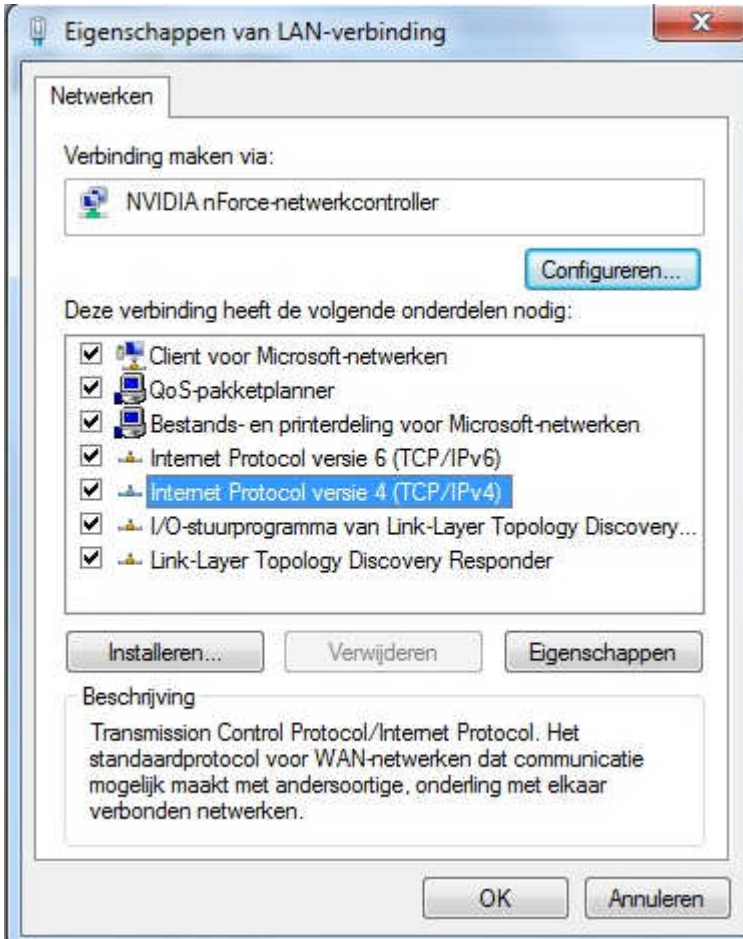 Eigenschappen van LAN-verbinding
Netwerken
Verbinding maken via:
NVIDIA nForce-netwerkcontroller
Configureren...
Deze verbinding heeft de volgende onderdelen nodig:
Client voor Microsoft-netwerken
QoS-pakketplanner
Bestands- en printerdeling voor Microsoft-netwerken
Internet Protocol versie 6 (TCP/IPv6)
Internet Protocol versie 4 (TCP/IPv4)
I/O-stuurprogramma van Link-Layer Topology Discovery...
Link-Layer Topology Discovery Responder
Installeren...
Verwijderen
Eigenschappen
Beschrijving
Transmission Control Protocol/Internet Protocol. Het
standaardprotocol voor WAN-netwerken dat communicatie
mogelijk maakt met andersoortige, onderling met elkaar
verbonden netwerken.
OK
Annuleren